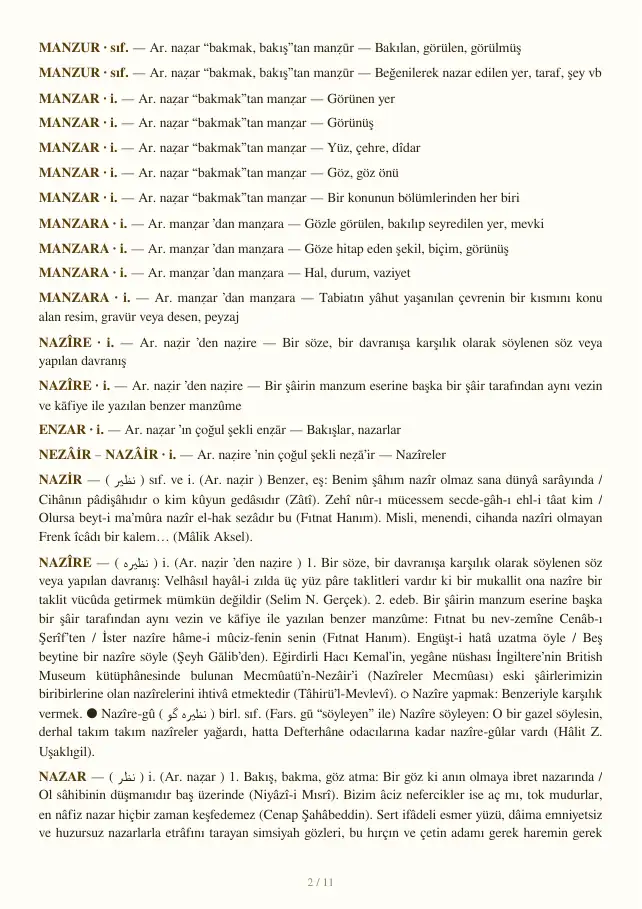 MANZUR · sıf. — Ar. naẓar “bakmak, bakış”tan manẓūr — Bakılan, görülen, görülmüş
MANZUR · sıf. — Ar. naẓar “bakmak, bakış”tan manẓūr — Beğenilerek nazar edilen yer, taraf, şey vb
MANZAR · i. — Ar. naẓar “bakmak”tan manẓar — Görünen yer
MANZAR · i. — Ar. naẓar “bakmak”tan manẓar — Görünüş
MANZAR · i. — Ar. naẓar “bakmak”tan manẓar — Yüz, çehre, dîdar
MANZAR · i. — Ar. naẓar “bakmak”tan manẓar — Göz, göz önü
MANZAR · i. — Ar. naẓar “bakmak”tan manẓar — Bir konunun bölümlerinden her biri
MANZARA · i. — Ar. manẓar ’dan manẓara — Gözle görülen, bakılıp seyredilen yer, mevki
MANZARA · i. — Ar. manẓar ’dan manẓara — Göze hitap eden şekil, biçim, görünüş
MANZARA · i. — Ar. manẓar ’dan manẓara — Hal, durum, vaziyet
MANZARA · i. — Ar. manẓar ’dan manẓara — Tabiatın yâhut yaşanılan çevrenin bir kısmını konu
alan resim, gravür veya desen, peyzaj
NAZÎRE · i. — Ar. naẓir ’den naẓire — Bir söze, bir davranışa karşılık olarak söylenen söz veya
yapılan davranış
NAZÎRE · i. — Ar. naẓir ’den naẓire — Bir şâirin manzum eserine başka bir şâir tarafından aynı vezin
ve kāfiye ile yazılan benzer manzûme
ENZAR · i. — Ar. naẓar ’ın çoğul şekli enẓār — Bakışlar, nazarlar
NEZÂİR – NAZÂİR · i. — Ar. naẓire ’nin çoğul şekli neẓā’ir — Nazîreler
NAZÎR — ( نظير ) sıf. ve i. (Ar. naẓir ) Benzer, eş: Benim şâhım nazîr olmaz sana dünyâ sarâyında /
Cihânın pâdişâhıdır o kim kûyun gedâsıdır (Zâtî). Zehî nûr-ı mücessem secde-gâh-ı ehl-i tâat kim /
Olursa beyt-i ma’mûra nazîr el-hak sezâdır bu (Fıtnat Hanım). Misli, menendi, cihanda nazîri olmayan
Frenk îcâdı bir kalem… (Mâlik Aksel).
NAZÎRE — ( نظيره ) i. (Ar. naẓir ’den naẓire ) 1. Bir söze, bir davranışa karşılık olarak söylenen söz
veya yapılan davranış: Velhâsıl hayâl-i zılda üç yüz pâre taklitleri vardır ki bir mukallit ona nazîre bir
taklit vücûda getirmek mümkün değildir (Selim N. Gerçek). 2. edeb. Bir şâirin manzum eserine başka
bir şâir tarafından aynı vezin ve kāfiye ile yazılan benzer manzûme: Fıtnat bu nev-zemîne Cenâb-ı
Şerîf’ten / İster nazîre hâme-i mûciz-fenin senin (Fıtnat Hanım). Engüşt-i hatâ uzatma öyle / Beş
beytine bir nazîre söyle (Şeyh Gālib’den). Eğirdirli Hacı Kemal’in, yegâne nüshası İngiltere’nin British
Museum kütüphânesinde bulunan Mecmûatü’n-Nezâir’i (Nazîreler Mecmûası) eski şâirlerimizin
biribirlerine olan nazîrelerini ihtivâ etmektedir (Tâhirü’l-Mevlevî). ○ Nazîre yapmak: Benzeriyle karşılık
vermek. ● Nazîre-gû ( نظيره گو ) birl. sıf. (Fars. gū “söyleyen” ile) Nazîre söyleyen: O bir gazel söylesin,
derhal takım takım nazîreler yağardı, hatta Defterhâne odacılarına kadar nazîre-gûlar vardı (Hâlit Z.
Uşaklıgil).
NAZAR — ( نظر ) i. (Ar. naẓar ) 1. Bakış, bakma, göz atma: Bir göz ki anın olmaya ibret nazarında /
Ol sâhibinin düşmanıdır baş üzerinde (Niyâzî-i Mısrî). Bizim âciz nefercikler ise aç mı, tok mudurlar,
en nâfiz nazar hiçbir zaman keşfedemez (Cenap Şahâbeddin). Sert ifâdeli esmer yüzü, dâima emniyetsiz
ve huzursuz nazarlarla etrâfını tarayan simsiyah gözleri, bu hırçın ve çetin adamı gerek haremin gerek
2 / 11